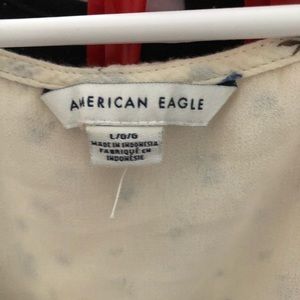 AMERICAN EAGLE
L/G/G
MADE IN INDONESIA
FABRIQUÉ EN
INDONÉSIE